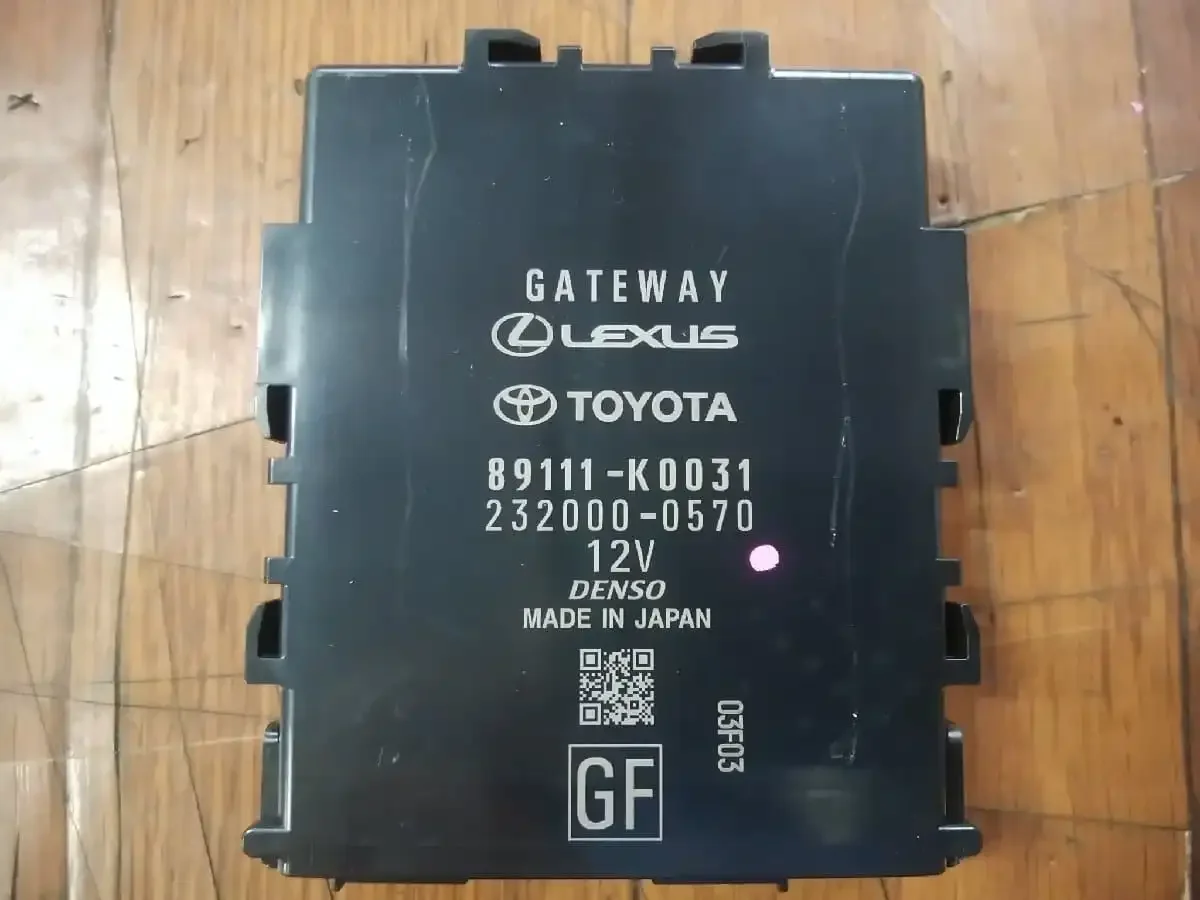 GATEWAY
LEXUS
TOYOTA
89111-K0031
232000-0570
12V
DENSO
MADE IN JAPAN
03F03
GF